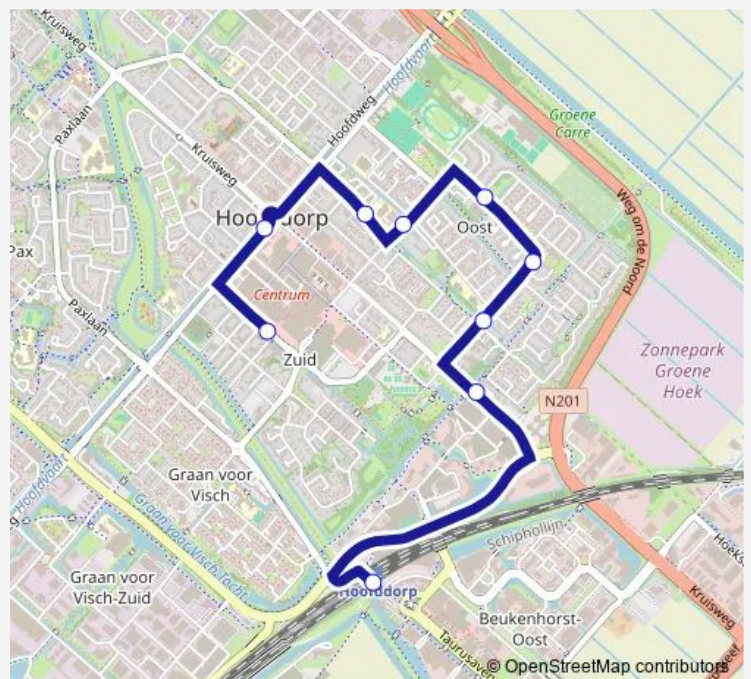 Kruisweg
Hoofdvaart
Paxlaan
Hoofdweg
Groene
Carre
Kruisweg
Weg om de Noord
Hoofddorp
Oost
Pax
Centrum
Paxlaan
Zuid
Zonnepark
Groene
Hoek
N201
Graan voor
Visch
Hoofdvaart
Graan voor Visch Tocht
Schiphollijn
Graan voor
Visch-Zuid
Hoofddorp
Beukenhorst-
Oost
Kruisweg
© OpenStreetMap contributors